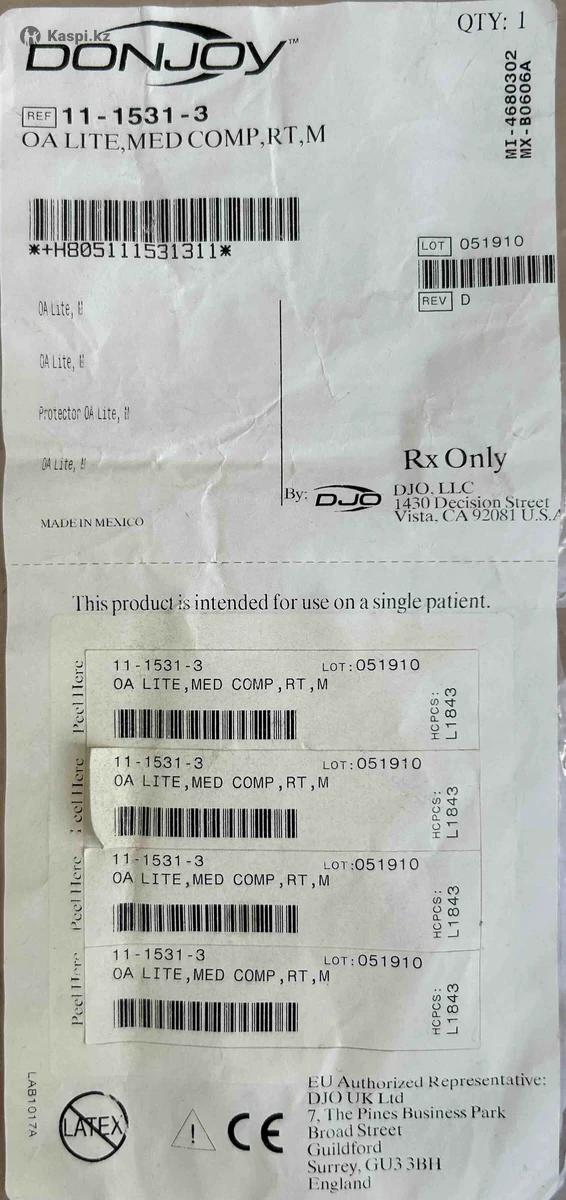 Kaspi.kz
DONJOY™
QTY: 1
REF 11-1531-3
OA LITE,MED COMP,RT,M
MI-4680302
MX-B0606A
*+H805111531311*
LOT 051910
REV D
OA Lite, M
OA Lite, M
Protector OA Lite, M
OA Lite, M
Rx Only
By: DJO
DJO, LLC
1430 Decision Street
Vista, CA 92081 U.S.A
MADE IN MEXICO
This product is intended for use on a single patient.
Peel Here
11-1531-3 LOT:051910
OA LITE,MED COMP,RT,M
HCPCS:
L1843
Peel Here
11-1531-3 LOT:051910
OA LITE,MED COMP,RT,M
HCPCS:
L1843
Peel Here
11-1531-3 LOT:051910
OA LITE,MED COMP,RT,M
HCPCS:
L1843
Peel Here
11-1531-3 LOT:051910
OA LITE,MED COMP,RT,M
HCPCS:
L1843
LAB1017A
LATEX
!
CE
EU Authorized Representative:
DJO UK Ltd
7, The Pines Business Park
Broad Street
Guildford
Surrey, GU3 3BH
England